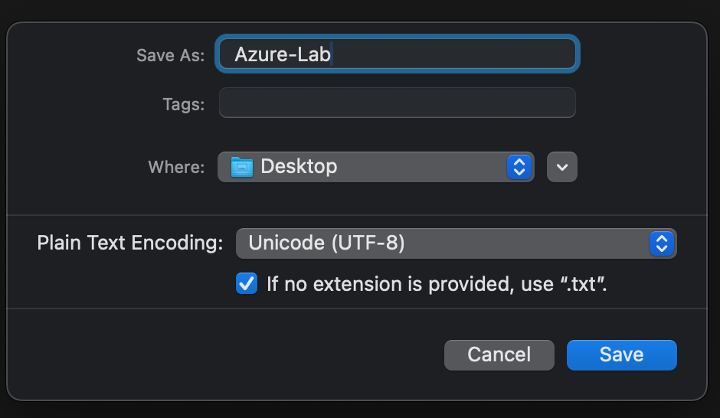 Save As: Azure-Lab
Tags:
Where: Desktop
Plain Text Encoding: Unicode (UTF-8)
If no extension is provided, use “.txt”.
Cancel Save